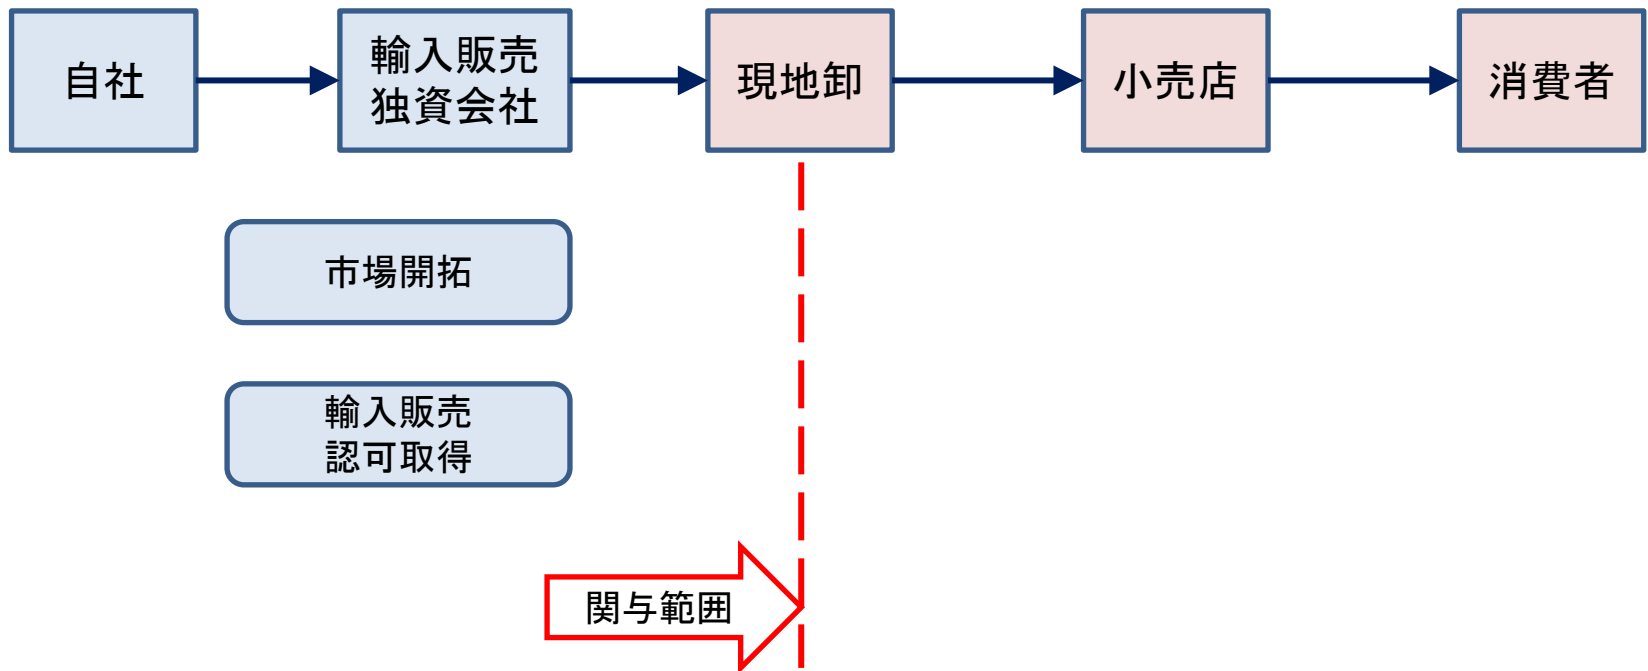 自社
輸入販売
独資会社
現地卸
小売店
消費者
市場開拓
輸入販売
認可取得
関与範囲